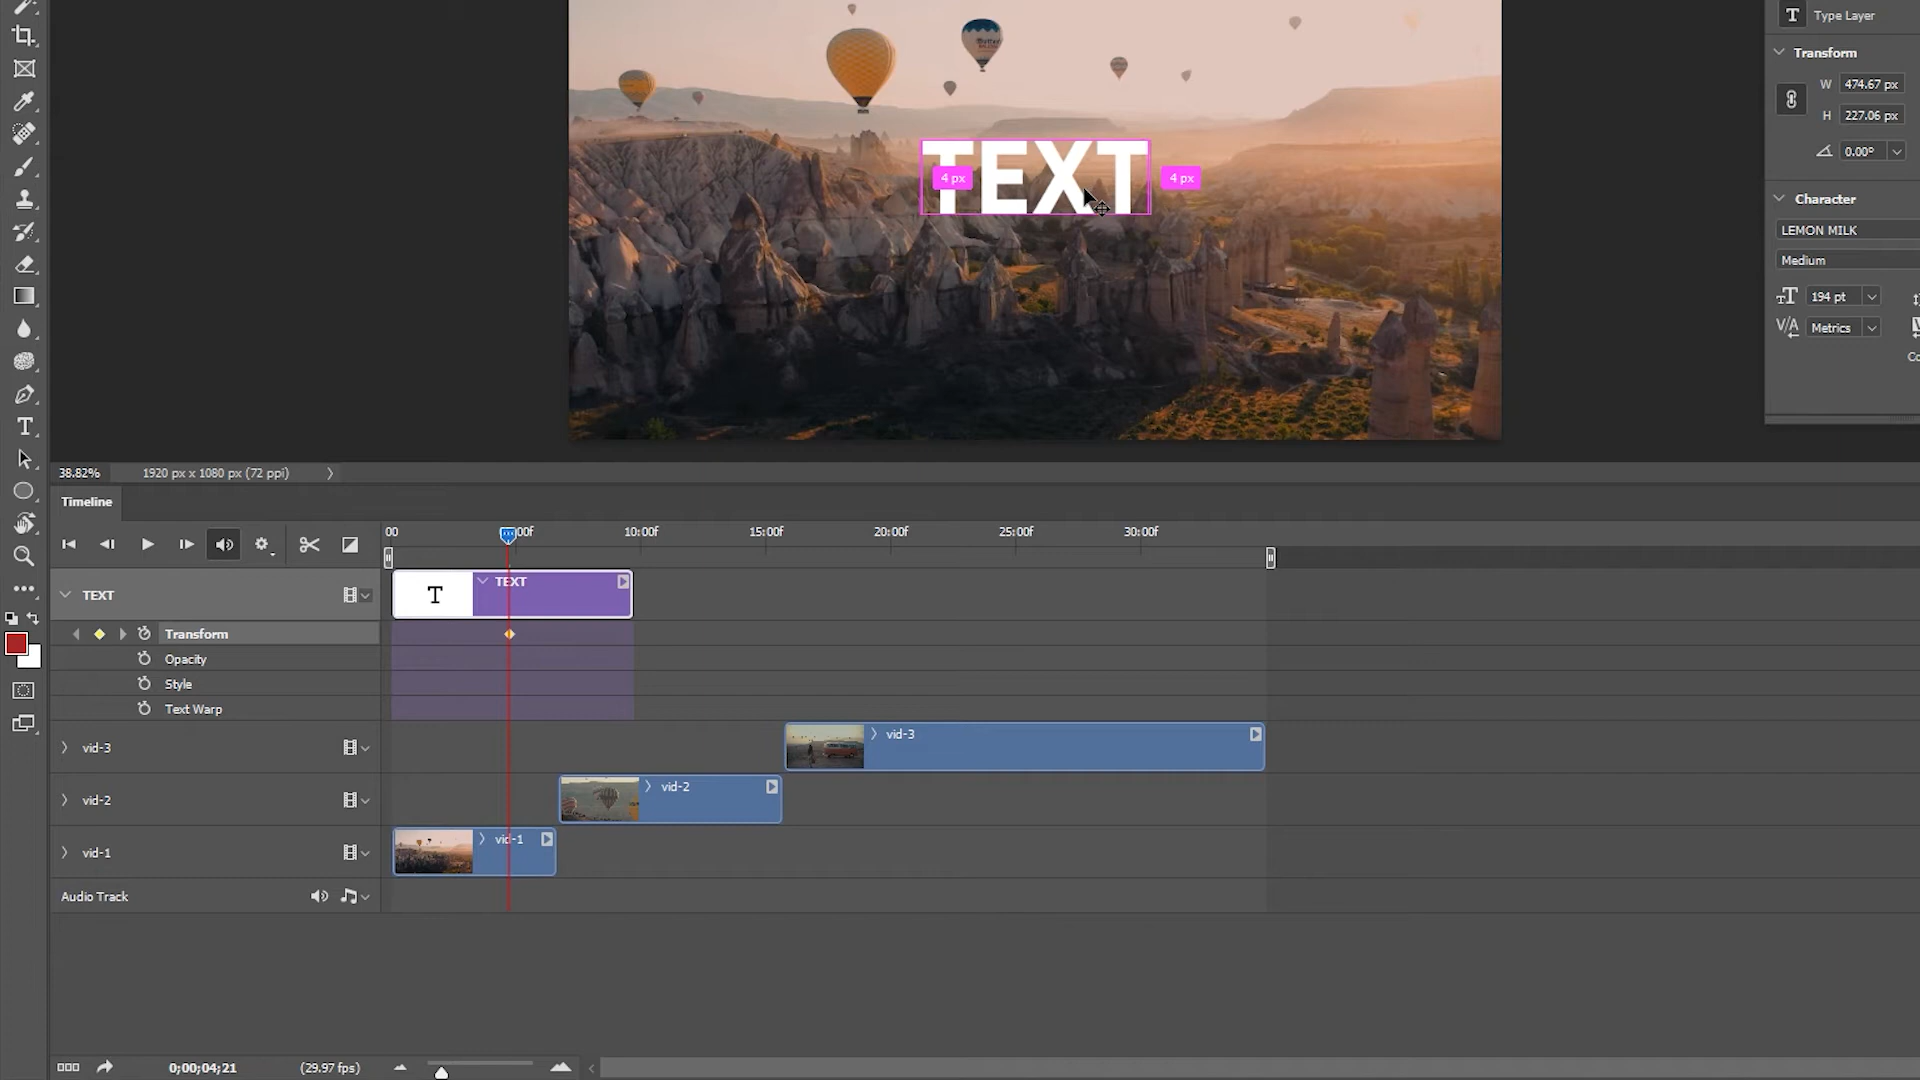 Type Layer
Transform
W 474.67 px
H 227.06 px
0.00°
Character
LEMON MILK
Medium
194 pt
Metrics
TEXT
4 px
4 px
38.82%
1920 px x 1080 px (72 ppi)
Timeline
00
00f
10:00f
15:00f
20:00f
25:00f
30:00f
TEXT
T
TEXT
Transform
Opacity
Style
Text Warp
vid-3
vid-3
vid-2
vid-2
vid-1
vid-1
Audio Track
0;00;04;21
(29.97 fps)